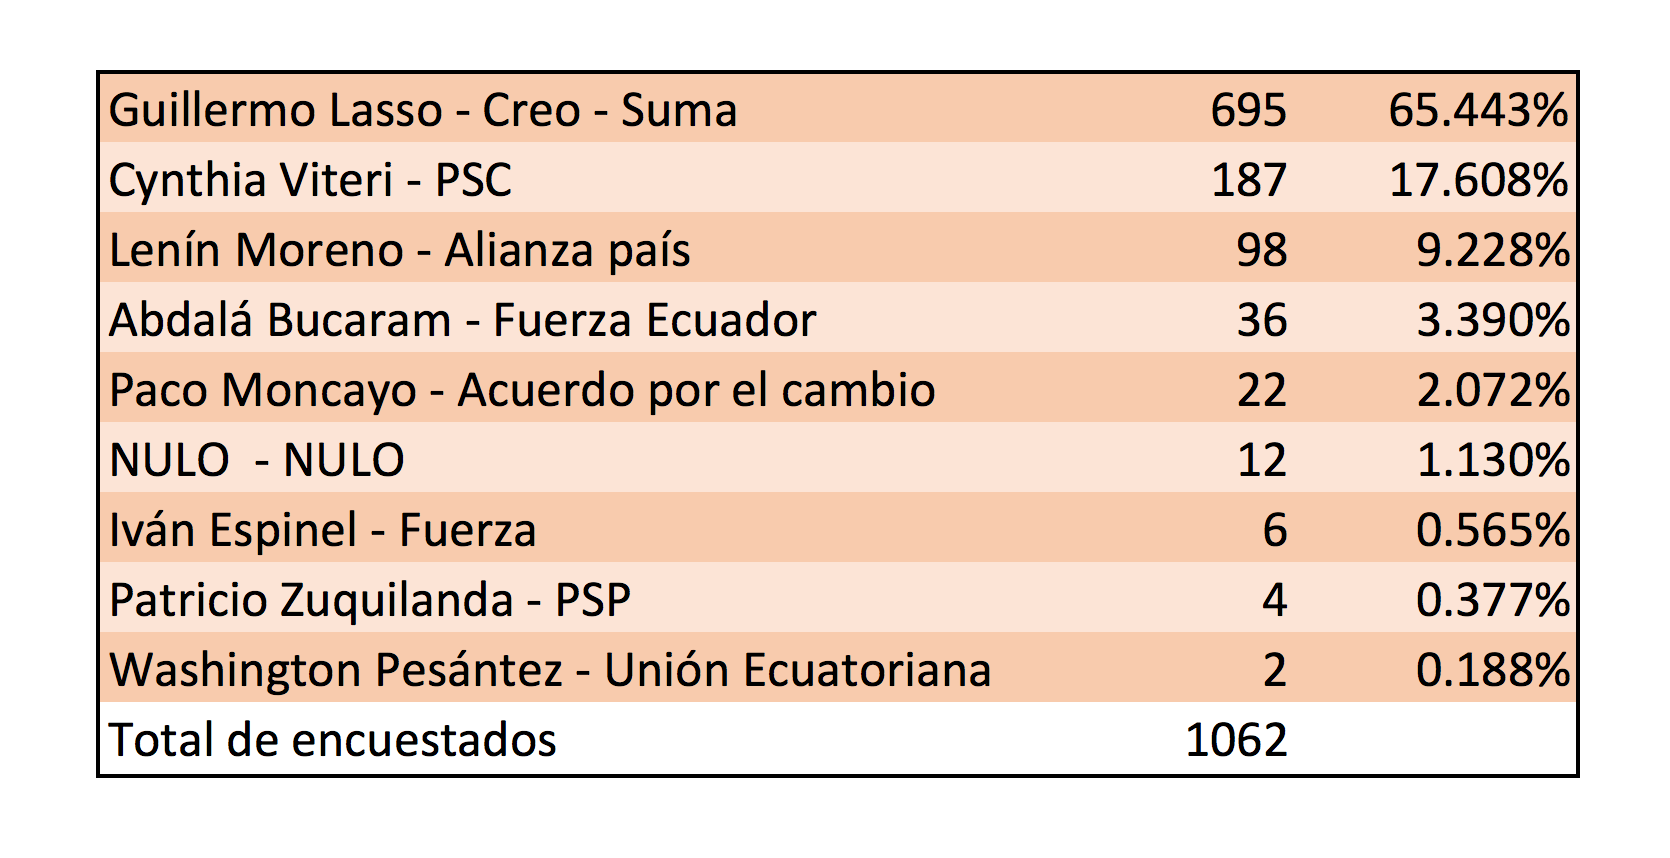 Guillermo Lasso - Creo - Suma 695 65.443%
Cynthia Viteri - PSC 187 17.608%
Lenín Moreno - Alianza país 98 9.228%
Abdalá Bucaram - Fuerza Ecuador 36 3.390%
Paco Moncayo - Acuerdo por el cambio 22 2.072%
NULO  - NULO 12 1.130%
Iván Espinel - Fuerza 6 0.565%
Patricio Zuquilanda - PSP 4 0.377%
Washington Pesántez - Unión Ecuatoriana 2 0.188%
Total de encuestados 1062